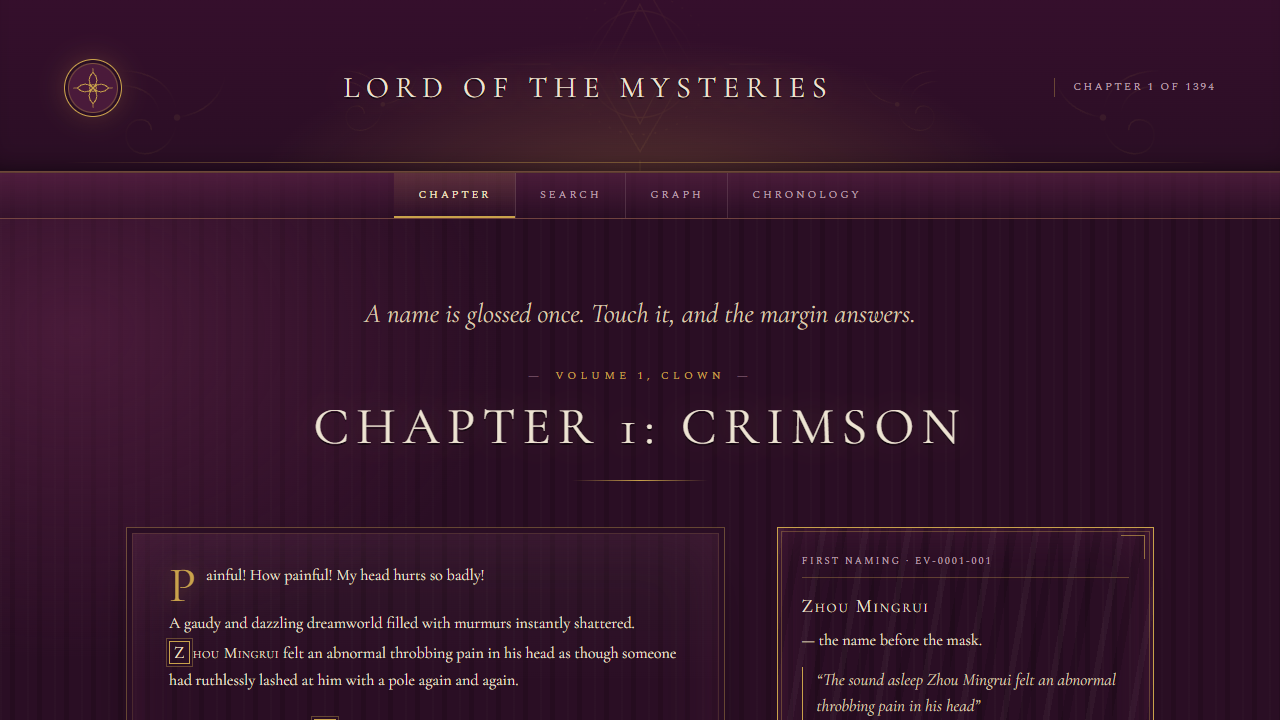 LORD OF THE MYSTERIES
CHAPTER 1 OF 1394
CHAPTER
SEARCH
GRAPH
CHRONOLOGY
A name is glossed once. Touch it, and the margin answers.
— VOLUME 1, CLOWN —
CHAPTER 1: CRIMSON
Painful! How painful! My head hurts so badly!
A gaudy and dazzling dreamworld filled with murmurs instantly shattered.
Zhou Mingrui felt an abnormal throbbing pain in his head as though someone
had ruthlessly lashed at him with a pole again and again.
FIRST NAMING · EV-0001-001
Zhou Mingrui
— the name before the mask.
“The sound asleep Zhou Mingrui felt an abnormal
throbbing pain in his head”